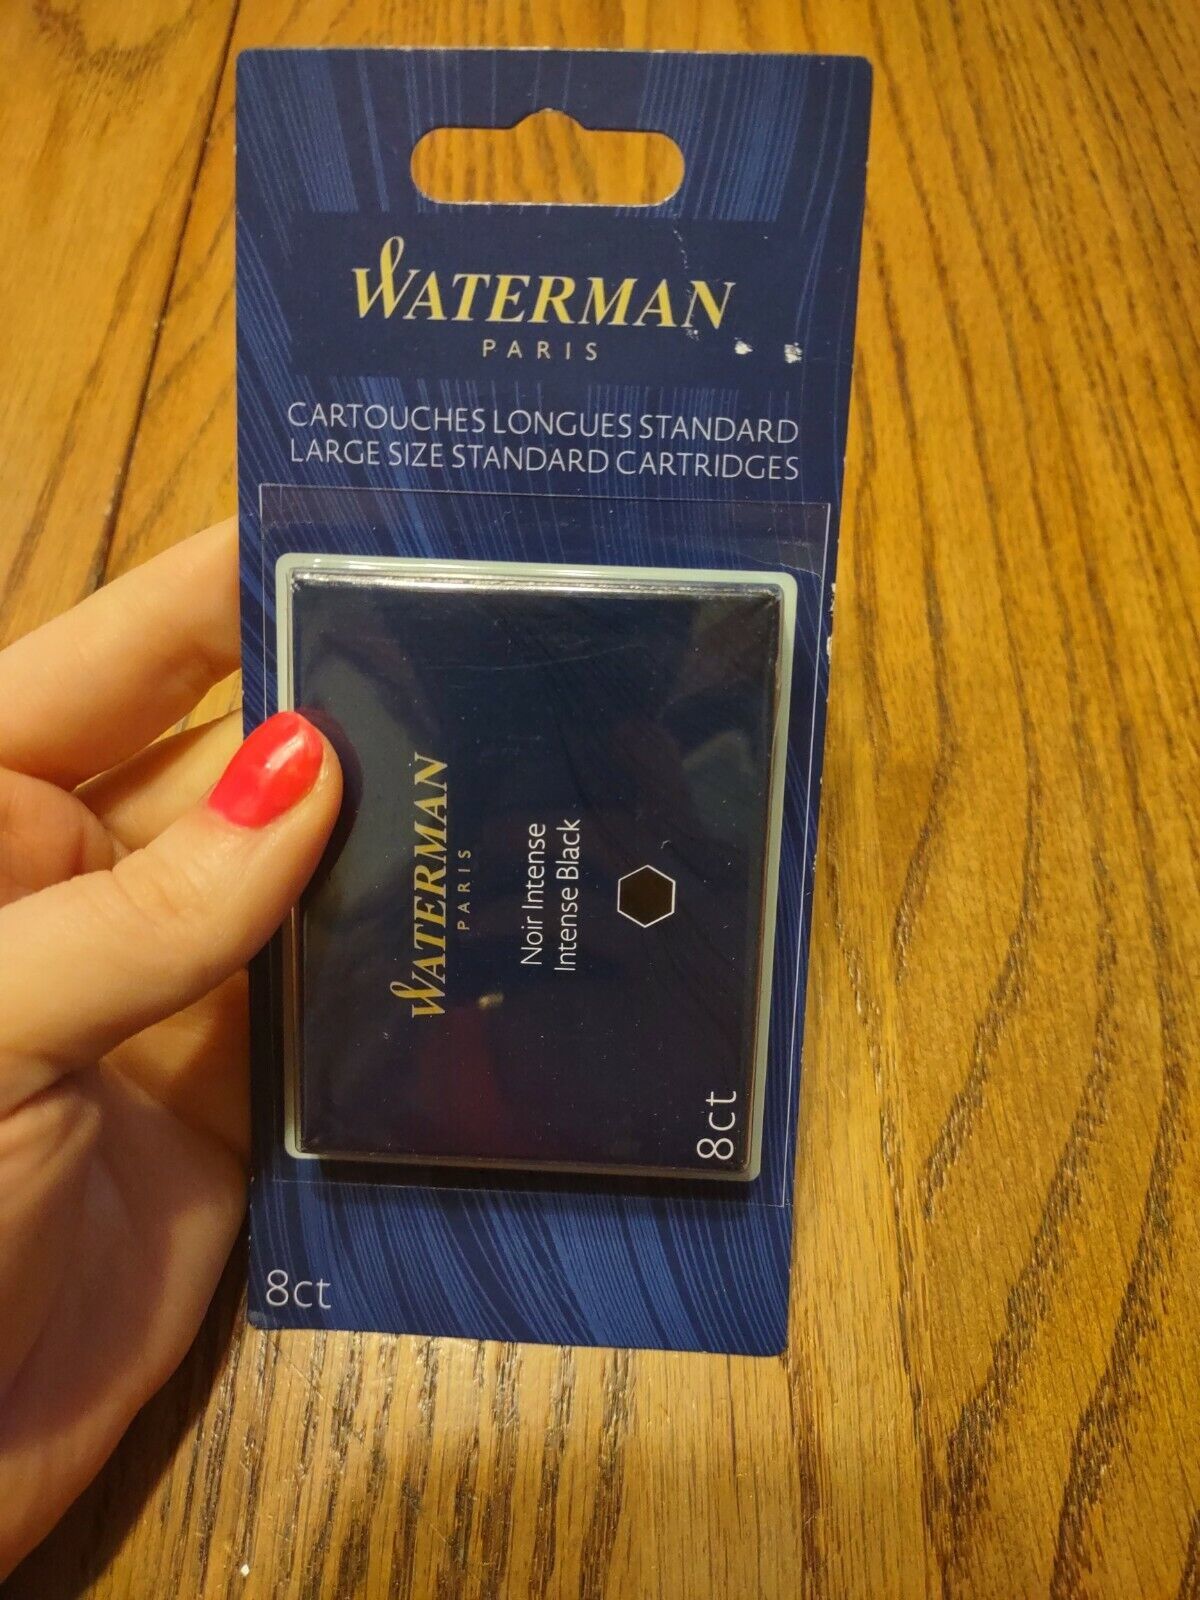 WATERMAN
PARIS
CARTOUCHES LONGUES STANDARD
LARGE SIZE STANDARD CARTRIDGES
WATERMAN
PARIS
Noir Intense
Intense Black
8ct
8ct